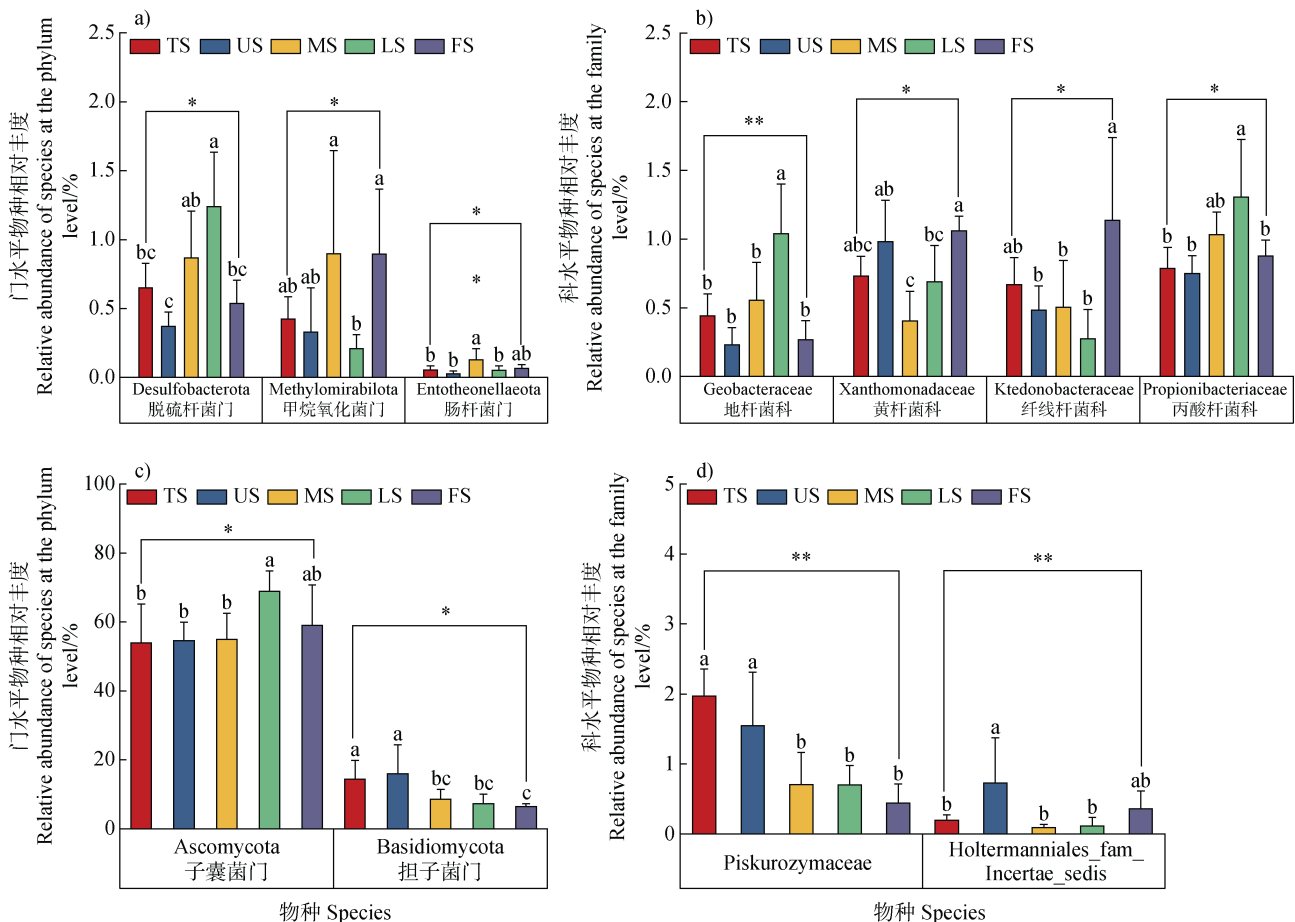 a)
TS US MS LS FS
门水平物种相对丰度
Relative abundance of species at the phylum
level/%
2.5
2.0
1.5
1.0
0.5
0.0
*
*
*
*
bc
c
ab
a
bc
ab
ab
a
b
a
b
b
a
b
ab
Desulfobacterota
脱硫杆菌门
Methylomirabilota
甲烷氧化菌门
Entotheonellaeota
肠杆菌门
b)
TS US MS LS FS
科水平物种相对丰度
Relative abundance of species at the family
level/%
2.5
2.0
1.5
1.0
0.5
0.0
**
*
*
*
b
b
b
a
b
abc
ab
c
bc
a
ab
b
b
b
a
b
b
ab
a
b
Geobacteraceae
地杆菌科
Xanthomonadaceae
黄杆菌科
Ktedonobacteraceae
纤线杆菌科
Propionibacteriaceae
丙酸杆菌科
c)
TS US MS LS FS
门水平物种相对丰度
Relative abundance of species at the phylum
level/%
100
80
60
40
20
0
*
*
b
b
b
a
ab
a
a
bc
bc
c
Ascomycota
子囊菌门
Basidiomycota
担子菌门
物种 Species
d)
TS US MS LS FS
科水平物种相对丰度
Relative abundance of species at the family
level/%
5
4
3
2
1
0
**
**
a
a
b
b
b
b
a
b
b
ab
Piskurozymaceae
Holtermanniales_fam_
Incertae_sedis
物种 Species